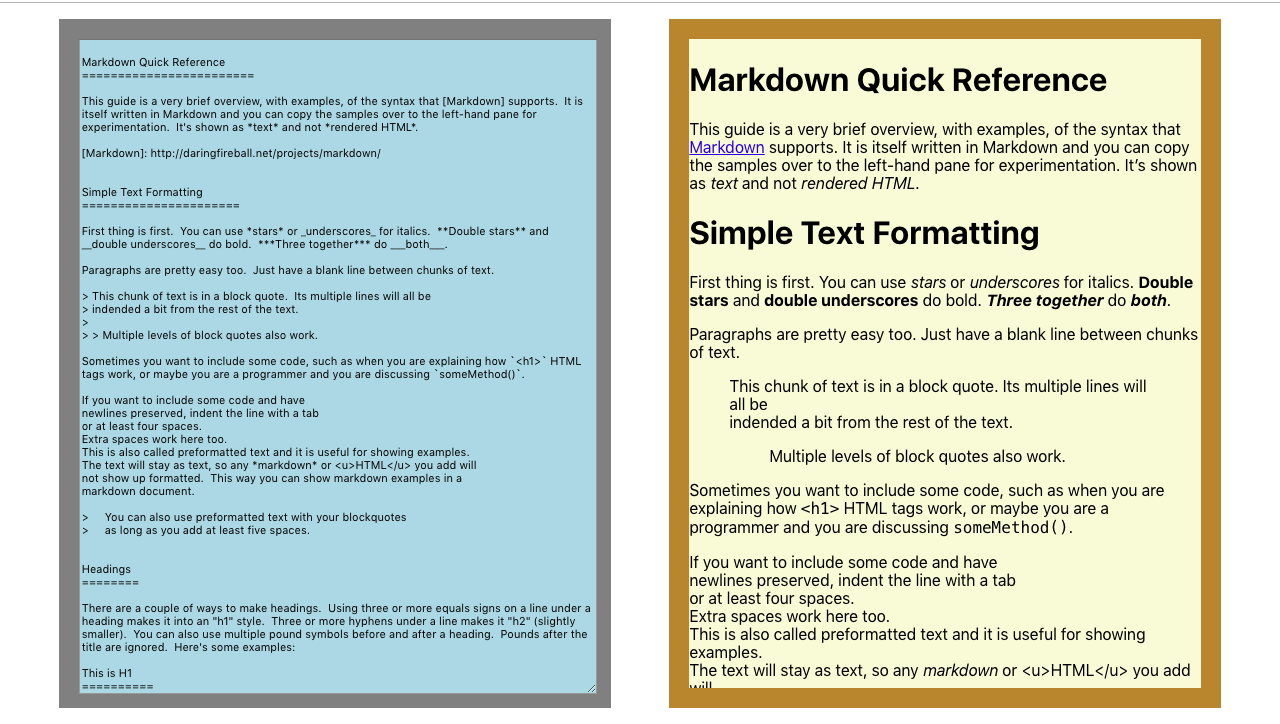 Markdown Quick Reference
========================
This guide is a very brief overview, with examples, of the syntax that [Markdown] supports.  It is
itself written in Markdown and you can copy the samples over to the left-hand pane for
experimentation.  It's shown as *text* and not *rendered HTML*.
[Markdown]: http://daringfireball.net/projects/markdown/
Simple Text Formatting
======================
First thing is first.  You can use *stars* or _underscores_ for italics.  **Double stars** and
__double underscores__ do bold.  ***Three together*** do ___both___.
Paragraphs are pretty easy too.  Just have a blank line between chunks of text.
> This chunk of text is in a block quote.  Its multiple lines will all be
> indended a bit from the rest of the text.
>
> > Multiple levels of block quotes also work.
Sometimes you want to include some code, such as when you are explaining how `<h1>` HTML
tags work, or maybe you are a programmer and you are discussing `someMethod()`.
If you want to include some code and have
newlines preserved, indent the line with a tab
or at least four spaces.
Extra spaces work here too.
This is also called preformatted text and it is useful for showing examples.
The text will stay as text, so any *markdown* or <u>HTML</u> you add will
not show up formatted.  This way you can show markdown examples in a
markdown document.
>     You can also use preformatted text with your blockquotes
>     as long as you add at least five spaces.
Headings
========
There are a couple of ways to make headings.  Using three or more equals signs on a line under a
heading makes it into an "h1" style.  Three or more hyphens under a line makes it "h2" (slightly
smaller).  You can also use multiple pound symbols before and after a heading.  Pounds after the
title are ignored.  Here's some examples:
This is H1
==========
Markdown Quick Reference
This guide is a very brief overview, with examples, of the syntax that
Markdown supports. It is itself written in Markdown and you can copy
the samples over to the left-hand pane for experimentation. It’s shown
as text and not rendered HTML.
Simple Text Formatting
First thing is first. You can use stars or underscores for italics. Double
stars and double underscores do bold. Three together do both.
Paragraphs are pretty easy too. Just have a blank line between chunks
of text.
This chunk of text is in a block quote. Its multiple lines will
all be
indended a bit from the rest of the text.
Multiple levels of block quotes also work.
Sometimes you want to include some code, such as when you are
explaining how <h1> HTML tags work, or maybe you are a
programmer and you are discussing someMethod().
If you want to include some code and have
newlines preserved, indent the line with a tab
or at least four spaces.
Extra spaces work here too.
This is also called preformatted text and it is useful for showing
examples.
The text will stay as text, so any markdown or <u>HTML</u> you add
will